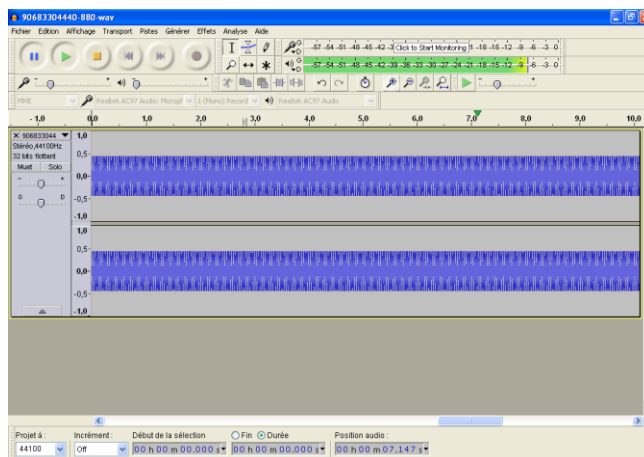 90683304440-880-wav
Fichier Edition Affichage Transport Pistes Générer Effets Analyse Aide
-57 -54 -51 -48 -45 -42 -3 Click to Start Monitoring 1 -18 -15 -12 -9 -6 -3 0
-57 -54 -51 -48 -45 -42 -39 -36 -33 -30 -27 -24 -21 -18 -15 -12 -9 -6 -3 0
MME Realtek AC97 Audio: Microph 1 (Mono) Record Realtek AC97 Audio
- 1,0 0,0 1,0 2,0 3,0 4,0 5,0 6,0 7,0 8,0 9,0 10,0
X 906833044 1,0
Stéréo,44100Hz
32 bits flottant 0,5
Muet Solo
- + 0,0
G D -0,5
-1,0
1,0
0,5
0,0
-0,5
-1,0
Projet à : Incrément : Début de la sélection Fin Durée Position audio :
44100 Off 00 h 00 m 00.000 s 00 h 00 m 00.000 s 00 h 00 m 07.147 s